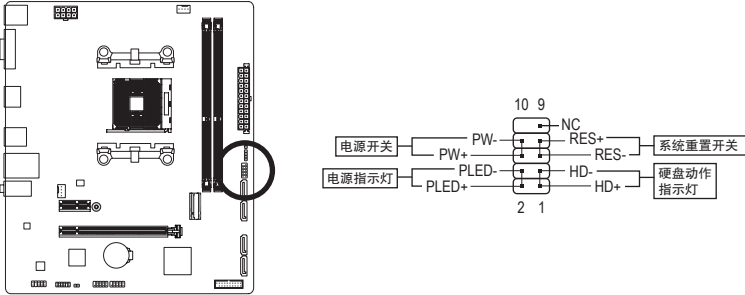 10 9
NC
PW-
RES+
电源开关
系统重置开关
PW+
RES-
PLED-
HD-
电源指示灯
硬盘动作
指示灯
PLED+
HD+
2 1